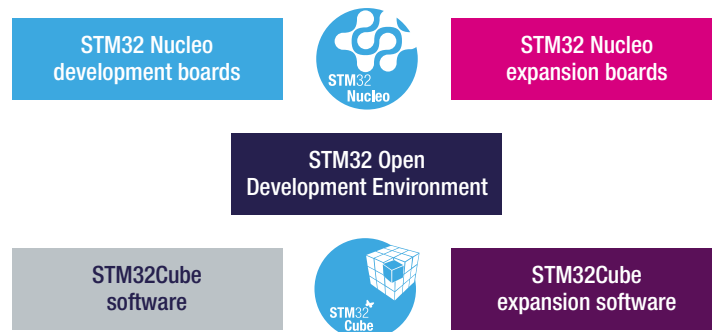 STM32 Nucleo
development boards
STM32
Nucleo
STM32 Nucleo
expansion boards
STM32 Open
Development Environment
STM32Cube
software
STM32
Cube
STM32Cube
expansion software